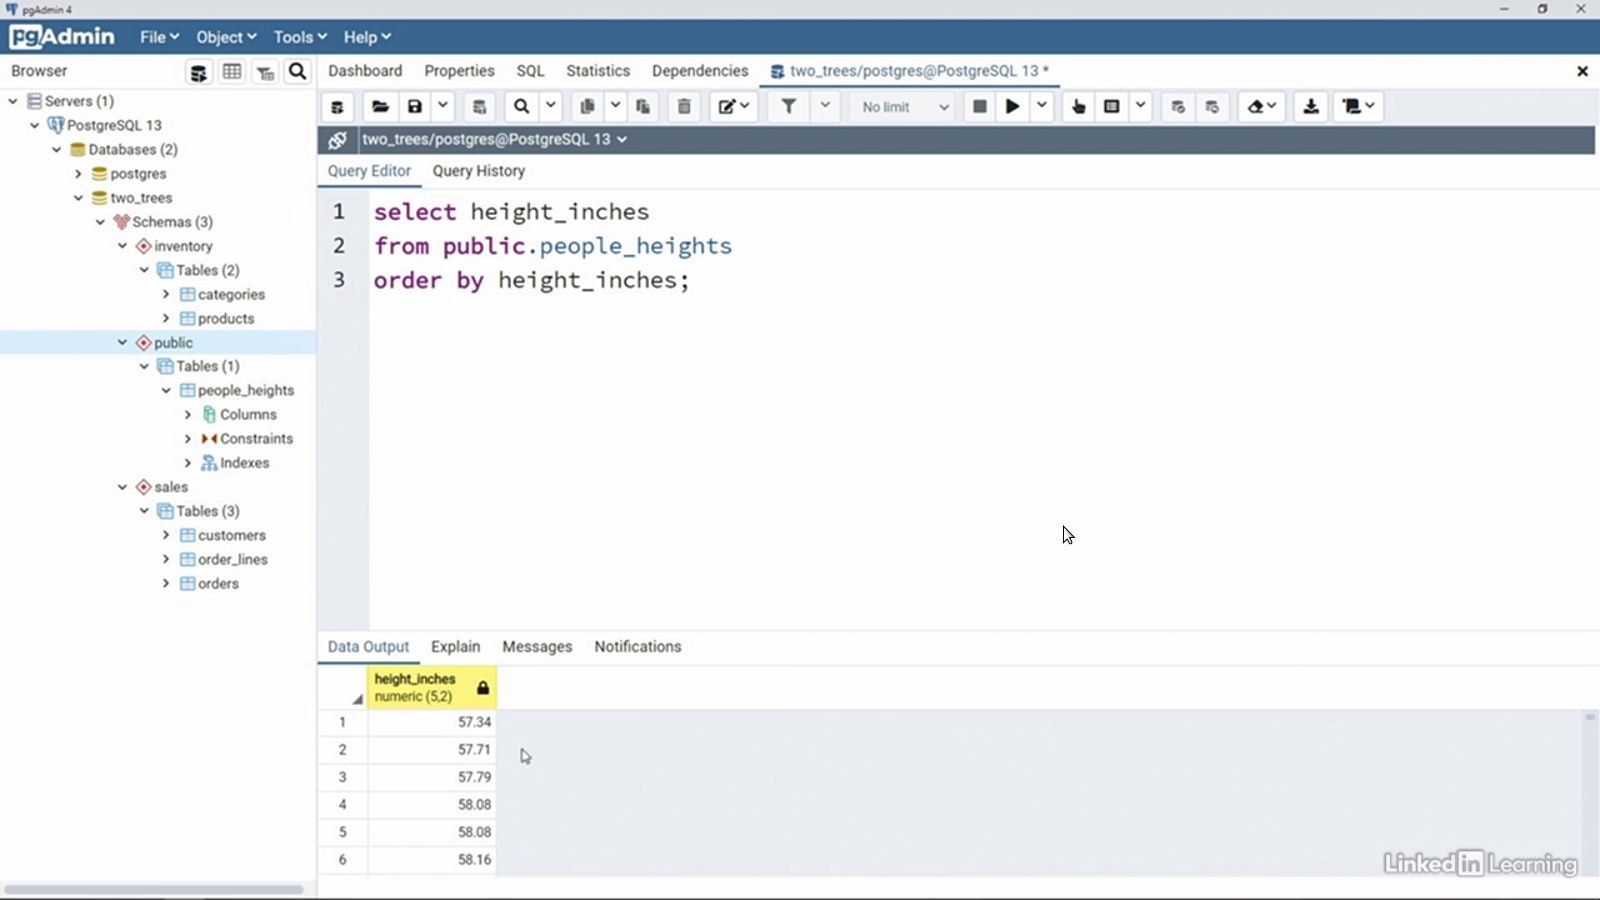 pgAdmin 4
pgAdmin File Object Tools Help
Browser
Dashboard Properties SQL Statistics Dependencies two_trees/postgres@PostgreSQL 13 *
No limit
two_trees/postgres@PostgreSQL 13
Servers (1)
PostgreSQL 13
Databases (2)
postgres
two_trees
Schemas (3)
inventory
Tables (2)
categories
products
public
Tables (1)
people_heights
Columns
Constraints
Indexes
sales
Tables (3)
customers
order_lines
orders
Query Editor Query History
1 select height_inches
2 from public.people_heights
3 order by height_inches;
Data Output Explain Messages Notifications
height_inches
numeric (5,2)
1 57.34
2 57.71
3 57.79
4 58.08
5 58.08
6 58.16
Linked in Learning